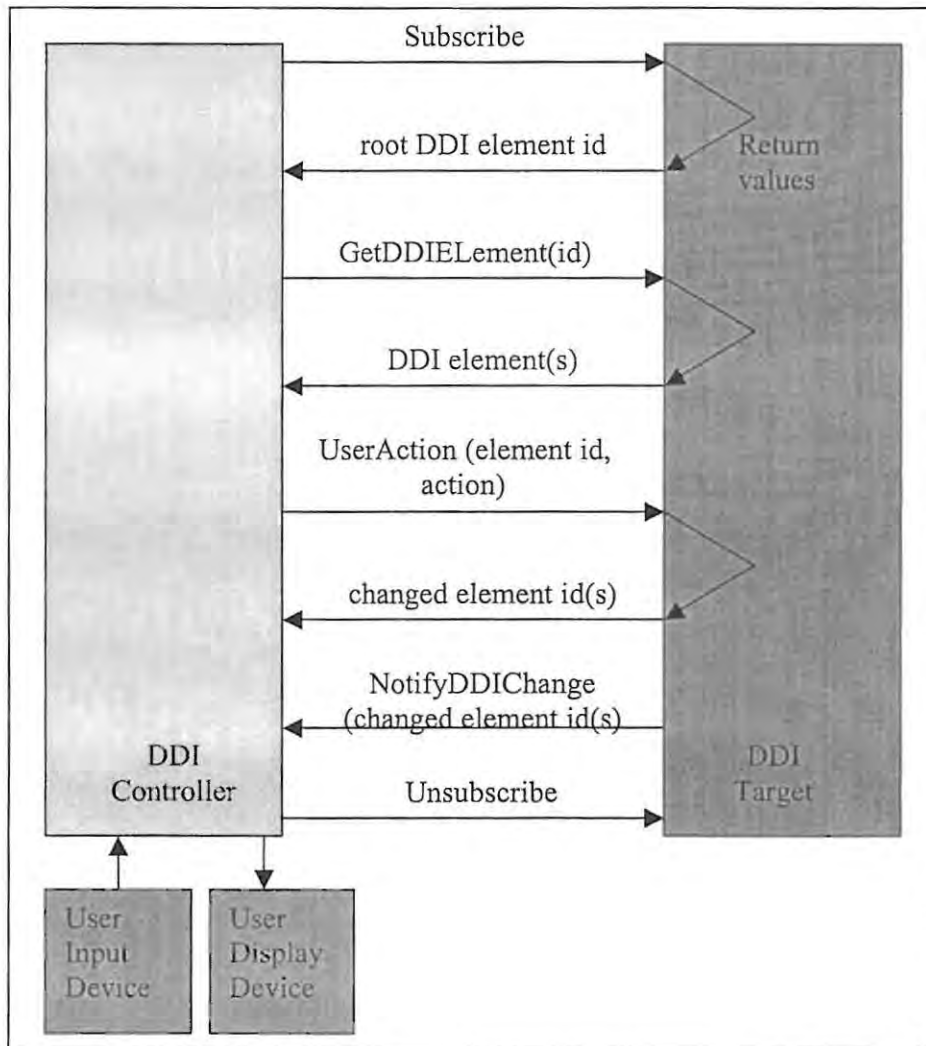 Subscribe
root DDI element id
Return
values
GetDDIELement(id)
DDI element(s)
UserAction (element id,
action)
changed element id(s)
NotifyDDIChange
(changed element id(s)
DDI
Controller
DDI
Target
Unsubscribe
User
Input
Device
User
Display
Device